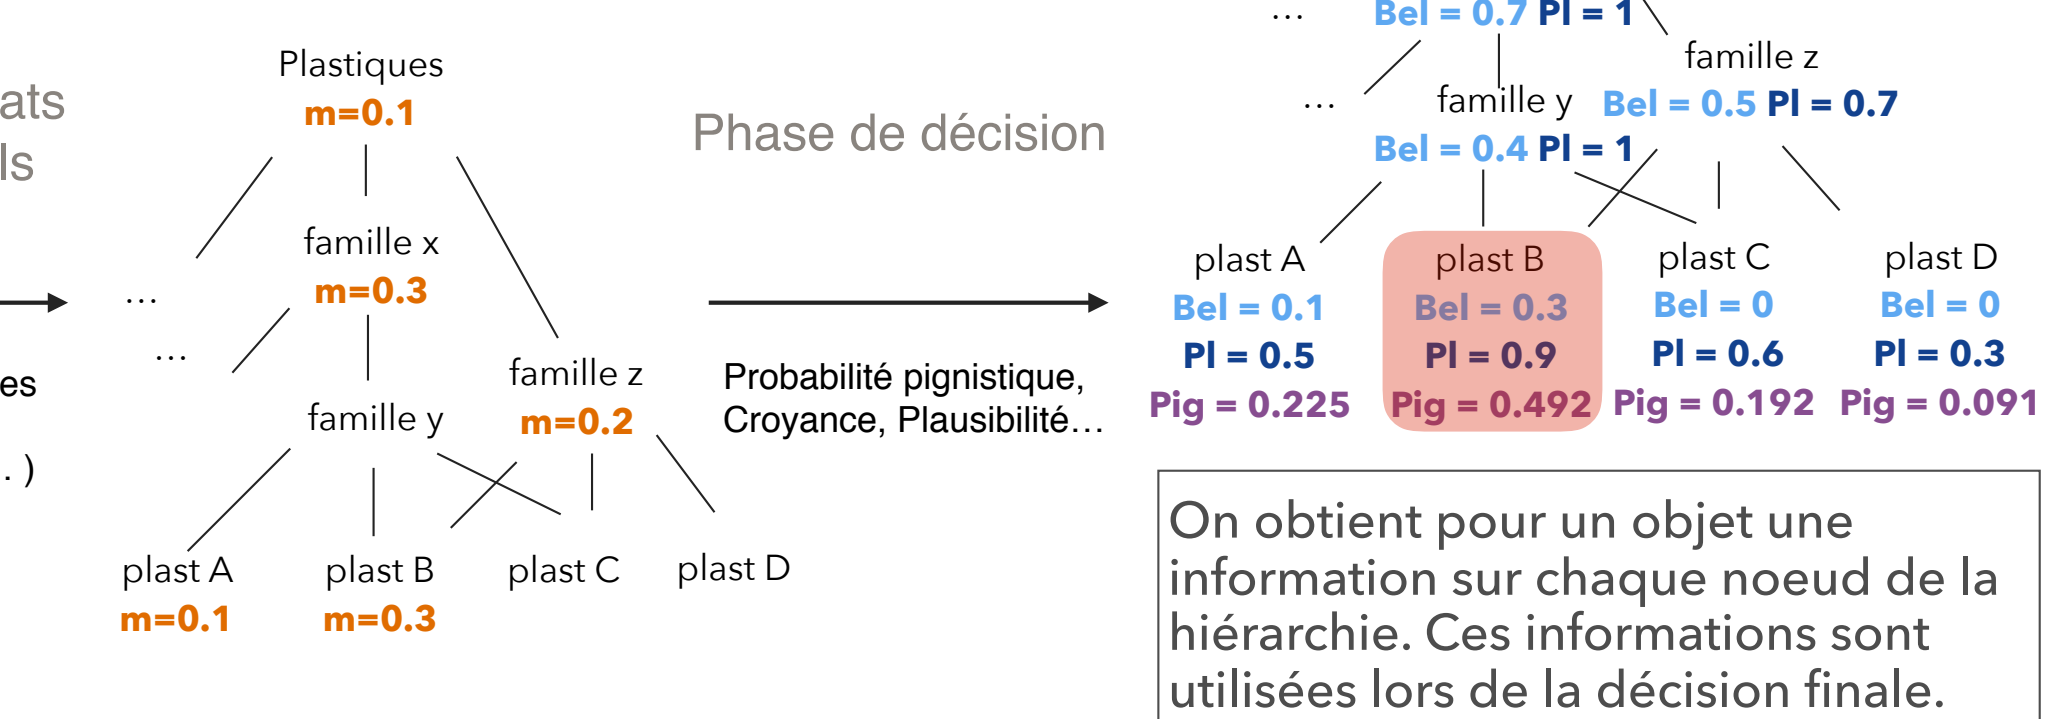 ats
ls
es
. )
Plastiques
m=0.1
famille x
m=0.3
...
...
famille y
famille z
m=0.2
plast A
m=0.1
plast B
m=0.3
plast C
plast D
Phase de décision
Probabilité pignistique,
Croyance, Plausibilité...
...
Bel = 0.7 Pl = 1
...
famille y
Bel = 0.4 Pl = 1
famille z
Bel = 0.5 Pl = 0.7
plast A
Bel = 0.1
Pl = 0.5
Pig = 0.225
plast B
Bel = 0.3
Pl = 0.9
Pig = 0.492
plast C
Bel = 0
Pl = 0.6
Pig = 0.192
plast D
Bel = 0
Pl = 0.3
Pig = 0.091
On obtient pour un objet une
information sur chaque noeud de la
hiérarchie. Ces informations sont
utilisées lors de la décision finale.